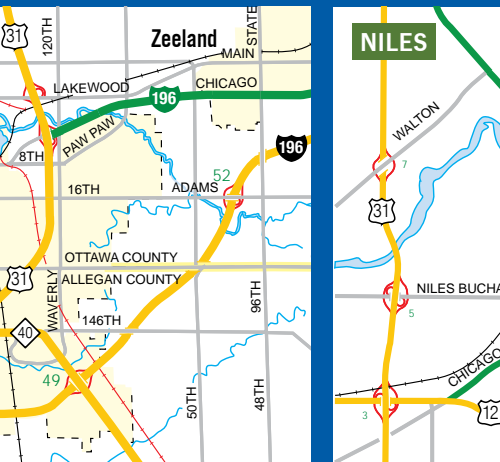 31
120TH
Zeeland
STATE
MAIN
LAKEWOOD
CHICAGO
196
PAW PAW
8TH
196
52
16TH
ADAMS
OTTAWA COUNTY
31
ALLEGAN COUNTY
WAVERLY
96TH
146TH
40
49
50TH
48TH
NILES
WALTON
7
31
NILES BUCHA
5
CHICAGO
3
12